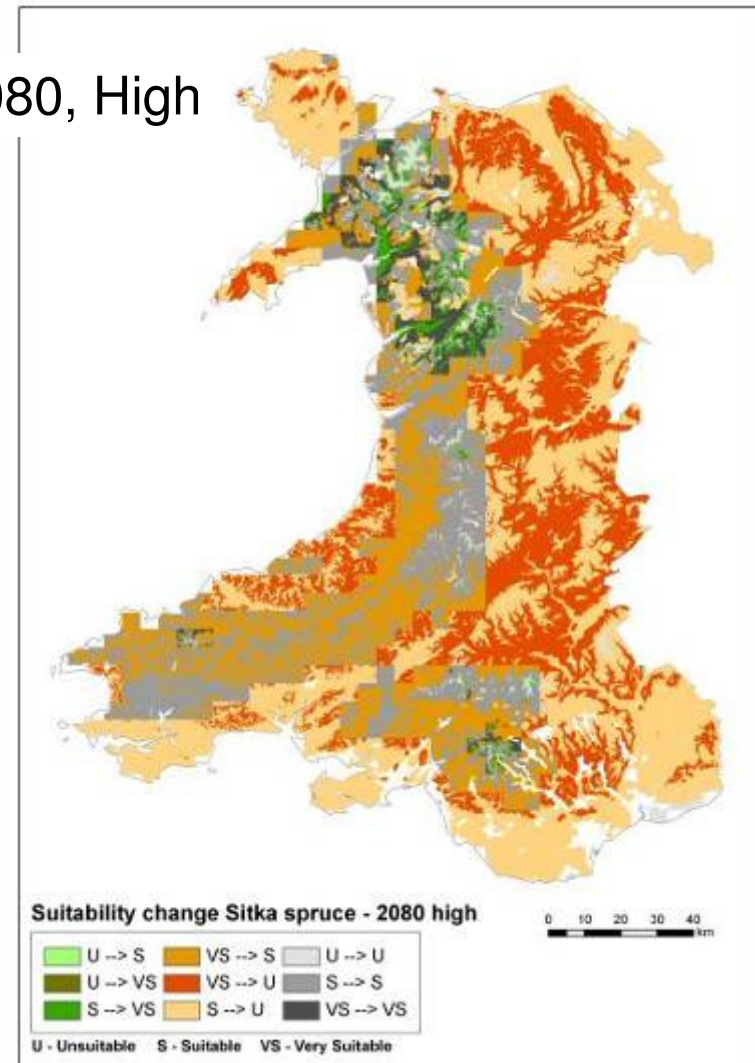 080, High
Suitability change Sitka spruce - 2080 high
0 10 20 30 40
km
U --> S VS --> S U --> U
U --> VS VS --> U S --> S
S --> VS S --> U VS --> VS
U - Unsuitable S - Suitable VS - Very Suitable